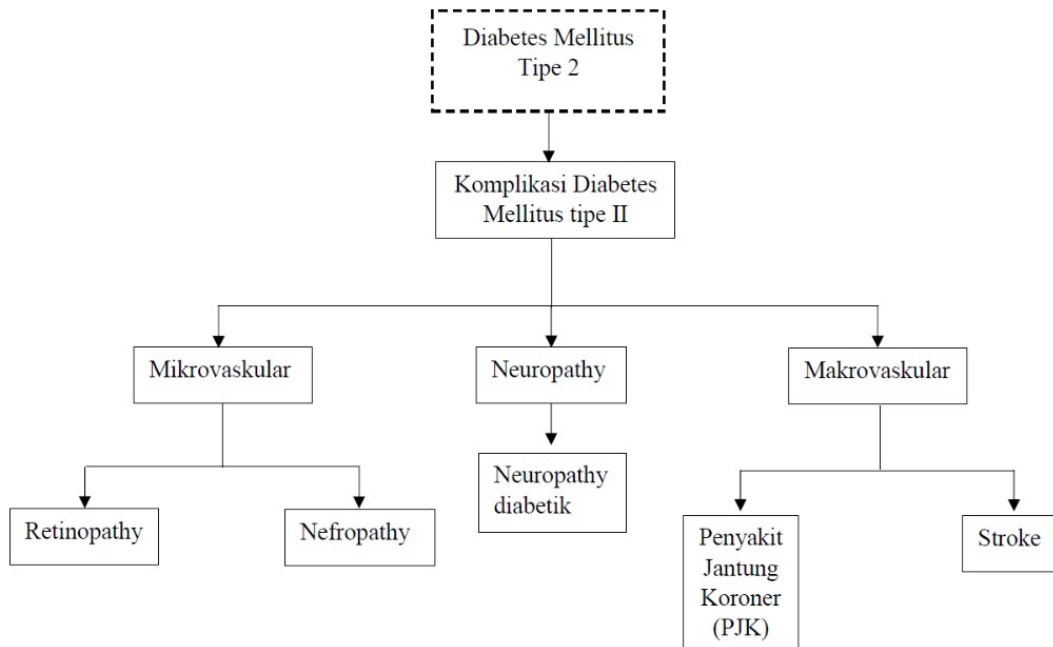 Diabetes Mellitus
Tipe 2
Komplikasi Diabetes
Mellitus tipe II
Mikrovaskular
Neuropathy
Makrovaskular
Retinopathy
Nefropathy
Neuropathy
diabetik
Penyakit
Jantung
Koroner
(PJK)
Stroke